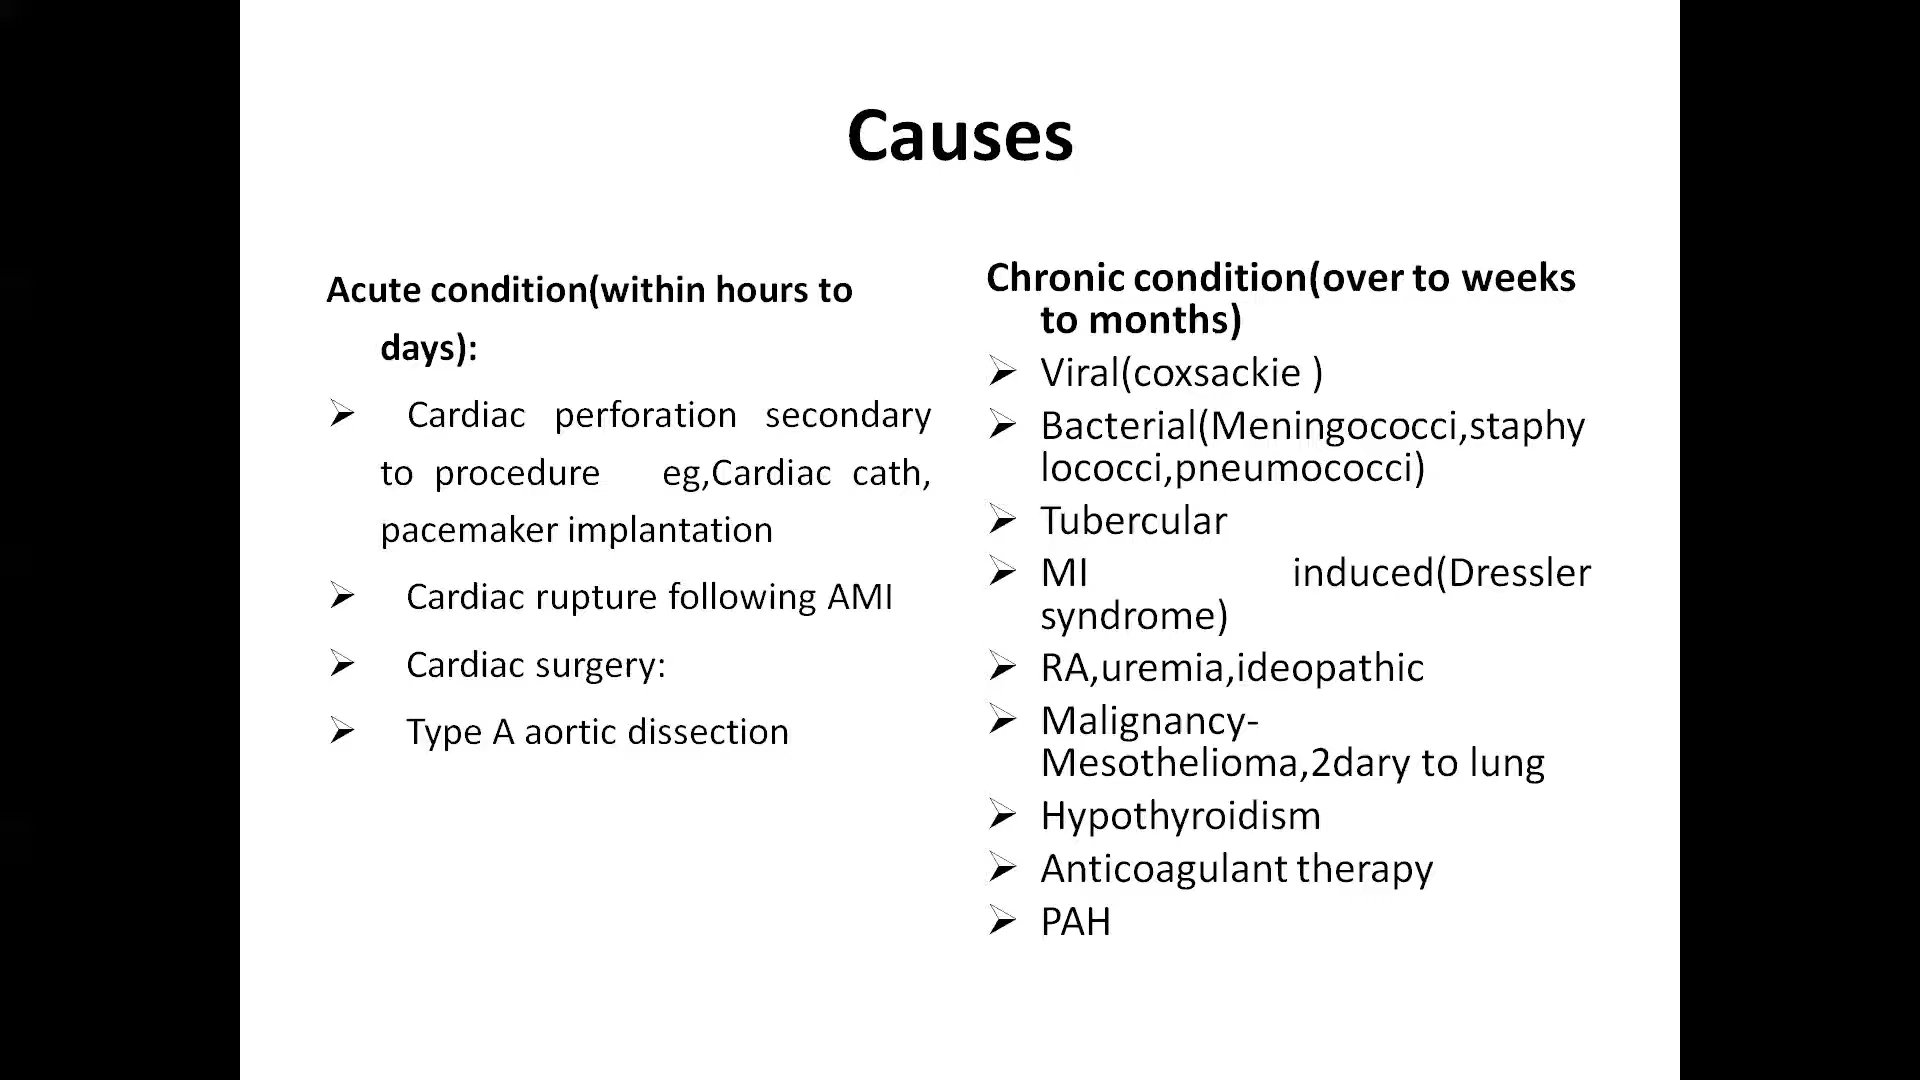 Causes
Acute condition(within hours to
days):
Cardiac perforation secondary
to procedure eg,Cardiac cath,
pacemaker implantation
Cardiac rupture following AMI
Cardiac surgery:
Type A aortic dissection
Chronic condition(over to weeks
to months)
Viral(coxsackie )
Bacterial(Meningococci,staphy
lococci,pneumococci)
Tubercular
MI induced(Dressler
syndrome)
RA,uremia,ideopathic
Malignancy-
Mesothelioma,2dary to lung
Hypothyroidism
Anticoagulant therapy
PAH